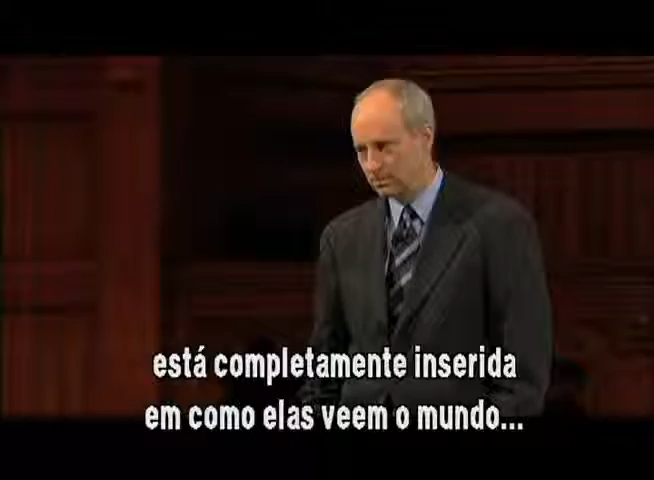 está completamente inserida
em como elas veem o mundo...